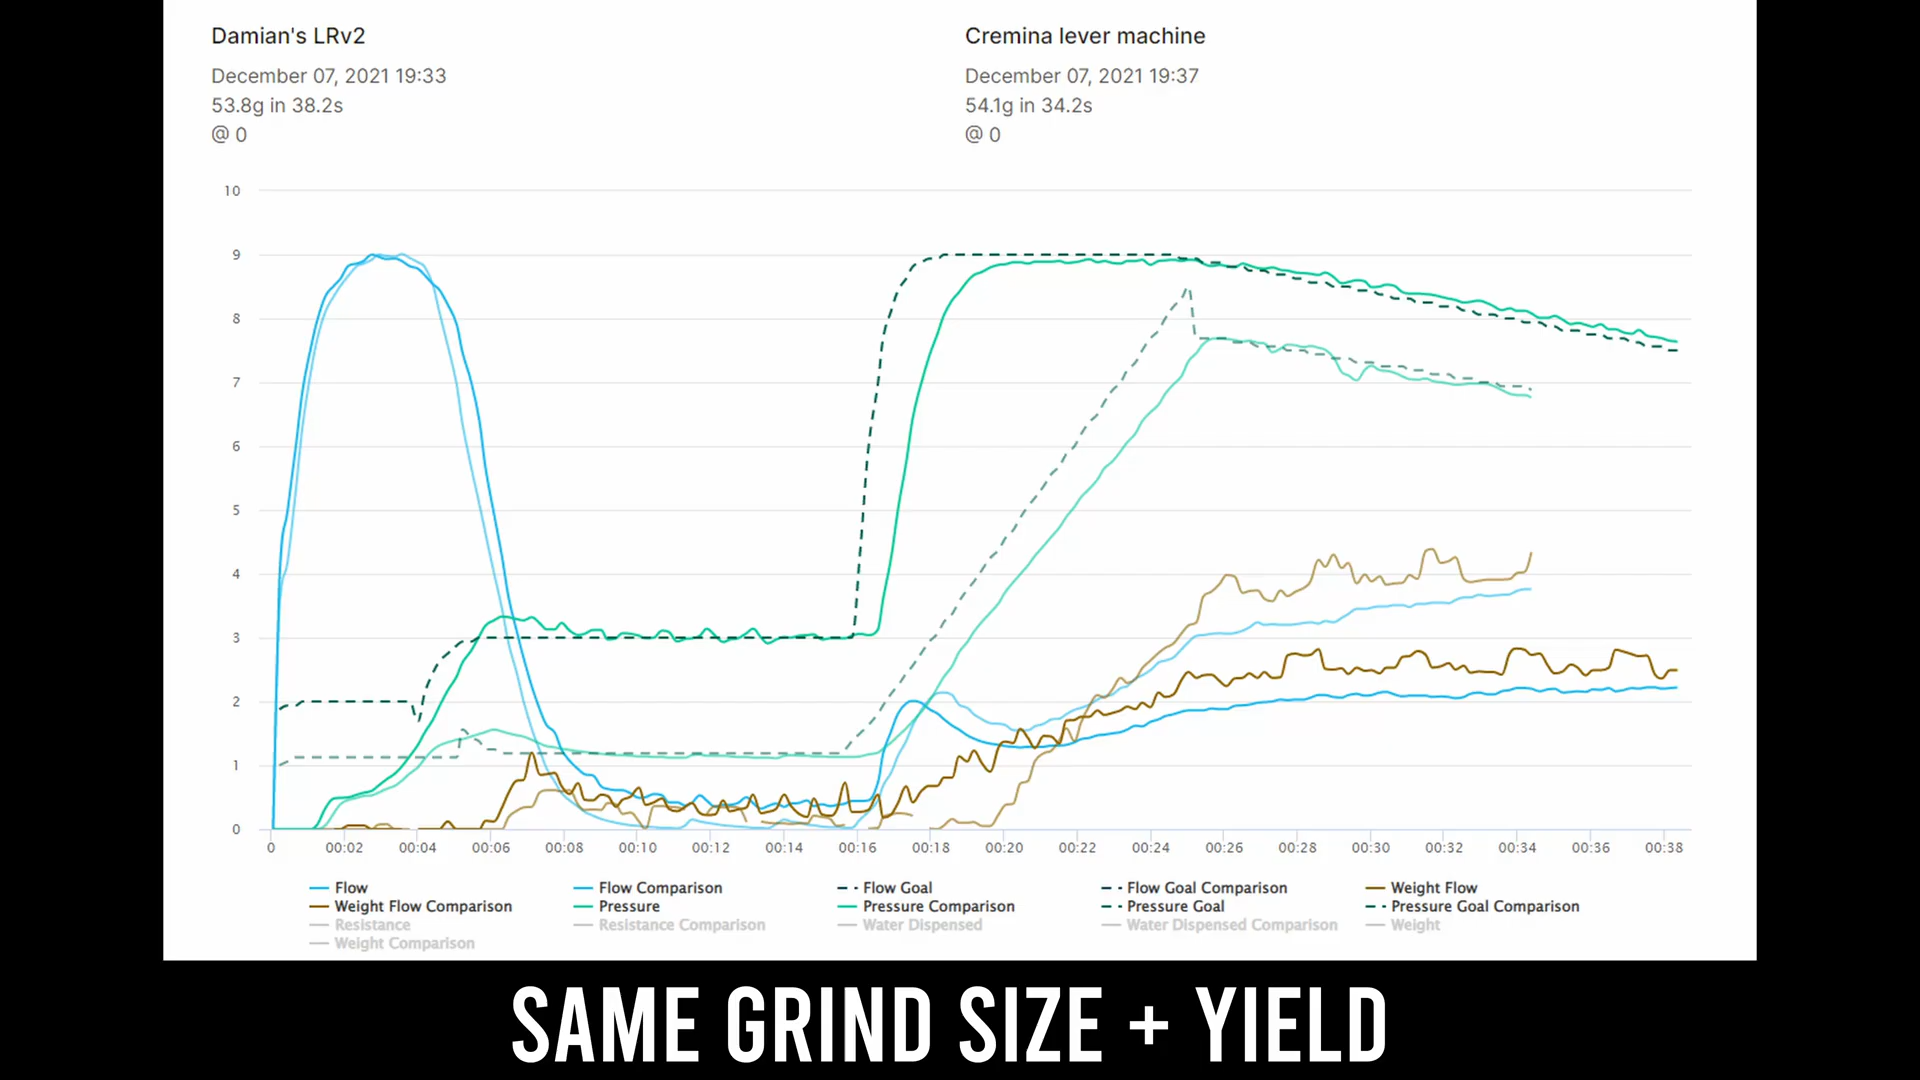 Damian's LRv2
December 07, 2021 19:33
53.8g in 38.2s
@ 0
Cremina lever machine
December 07, 2021 19:37
54.1g in 34.2s
@ 0
10
9
8
7
6
5
4
3
2
1
0
0 00:02 00:04 00:06 00:08 00:10 00:12 00:14 00:16 00:18 00:20 00:22 00:24 00:26 00:28 00:30 00:32 00:34 00:36 00:38
Flow Flow Comparison Flow Goal Flow Goal Comparison Weight Flow
Weight Flow Comparison Pressure Pressure Comparison Pressure Goal Pressure Goal Comparison
Resistance Resistance Comparison Water Dispensed Water Dispensed Comparison Weight
Weight Comparison
SAME GRIND SIZE + YIELD